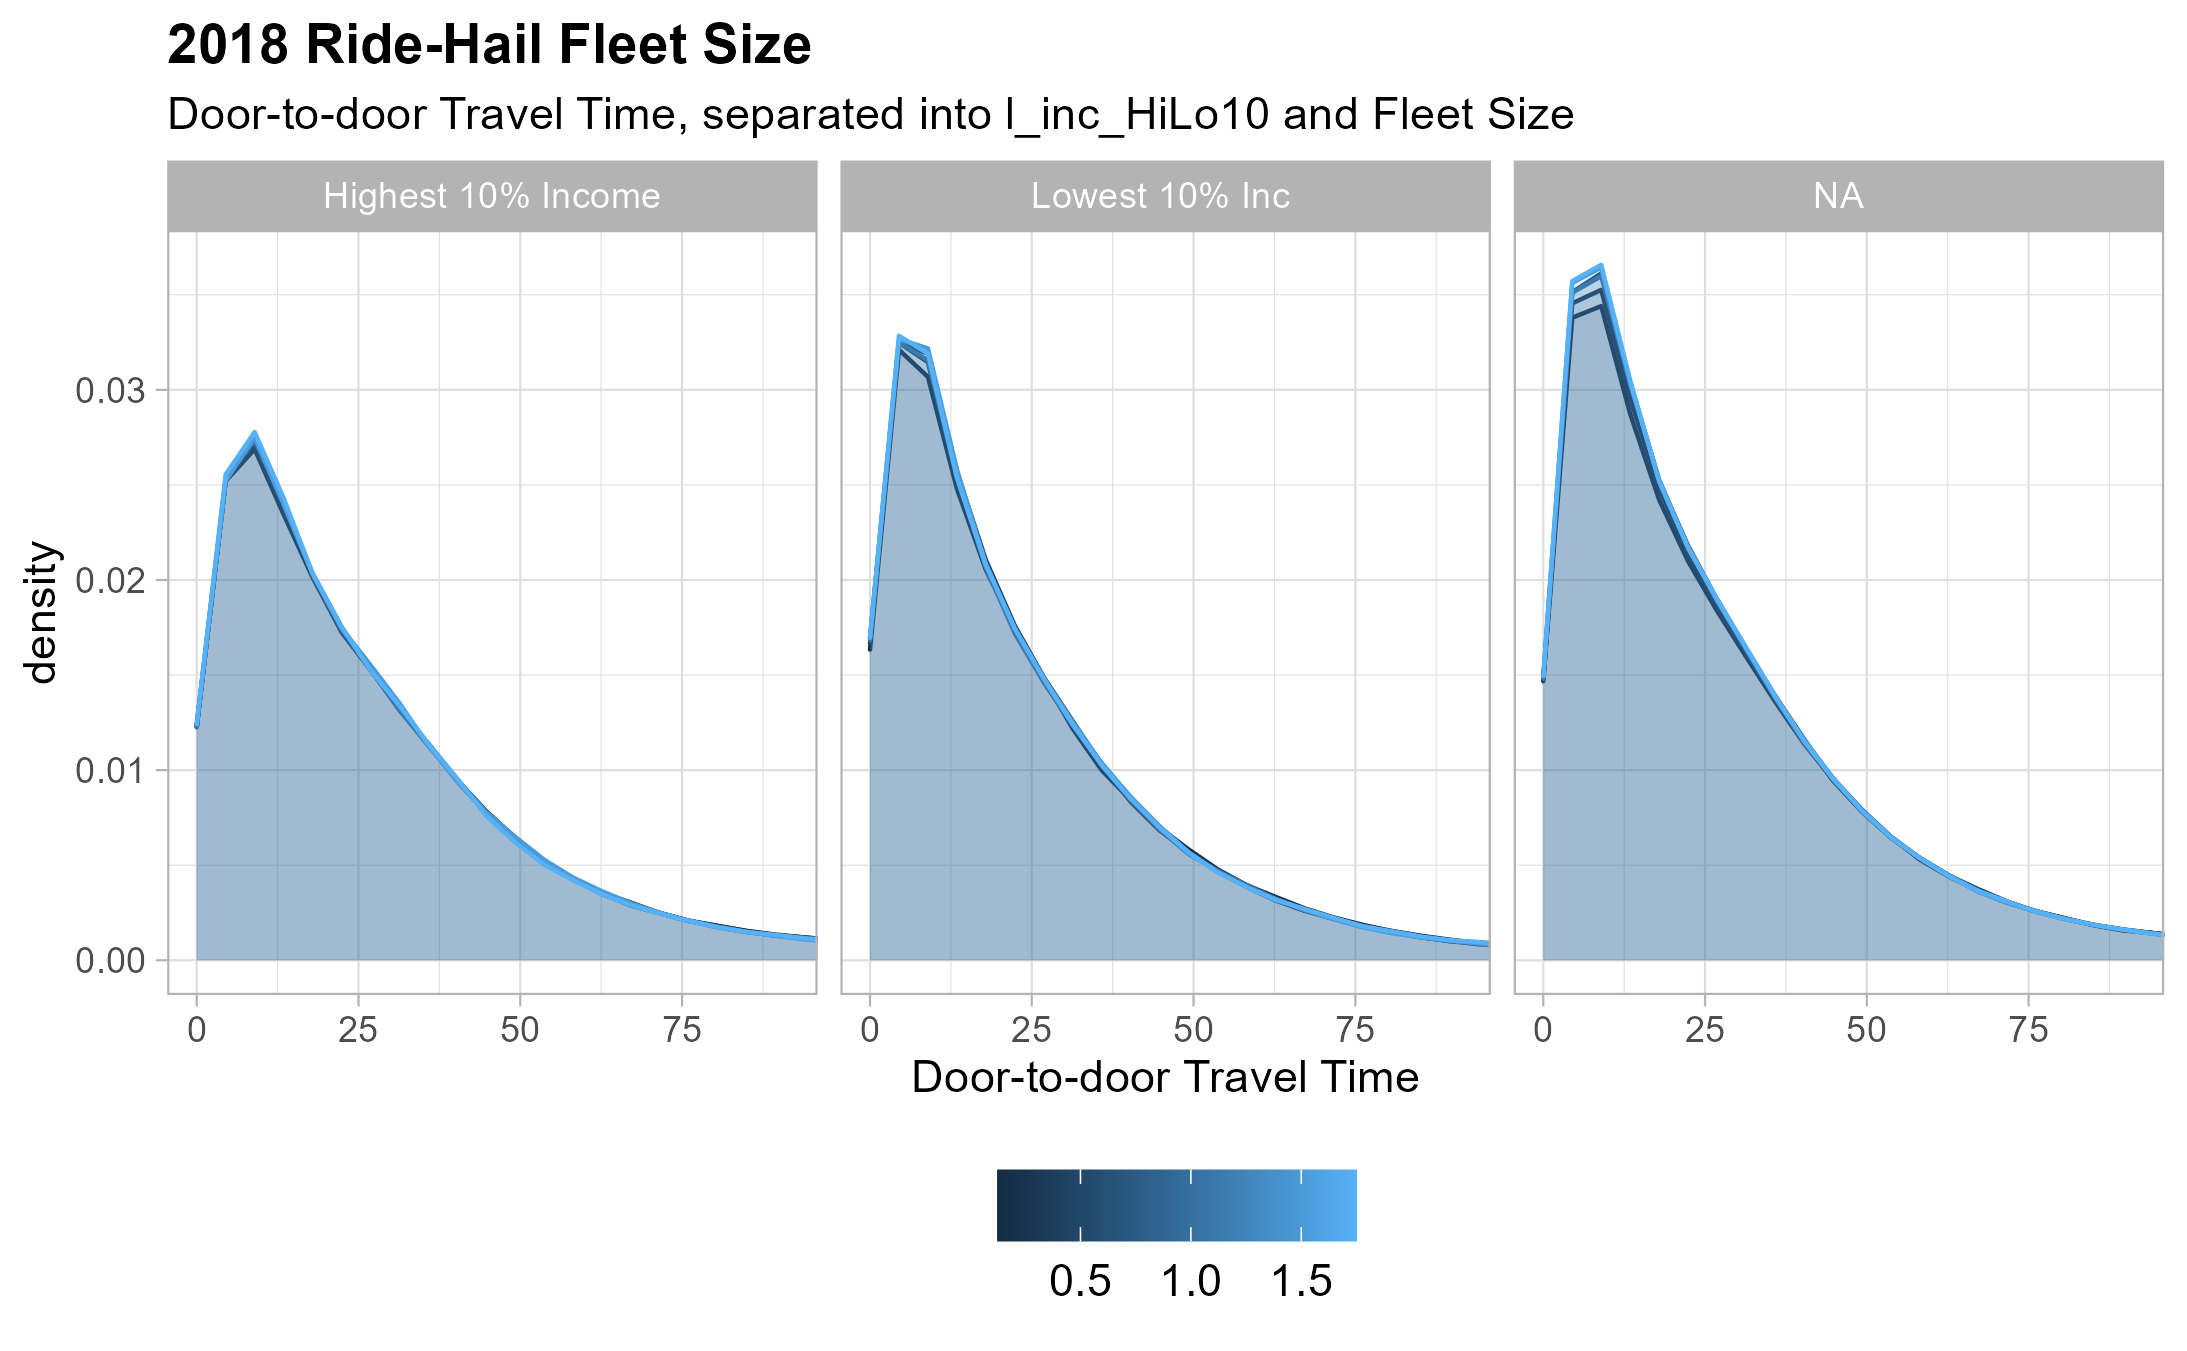 2018 Ride-Hail Fleet Size
Door-to-door Travel Time, separated into l_inc_HiLo10 and Fleet Size
Highest 10% Income
Lowest 10% Inc
NA
density
0.03
0.02
0.01
0.00
0 25 50 75
0 25 50 75
0 25 50 75
Door-to-door Travel Time
0.5 1.0 1.5